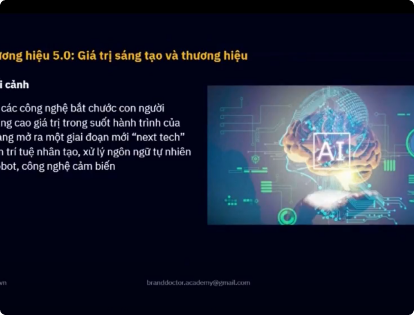 ương hiệu 5.0: Giá trị sáng tạo và thương hiệu
i cảnh
các công nghệ bắt chước con người
ng cao giá trị trong suốt hành trình của
ang mở ra một giai đoạn mới “next tech”
n trí tuệ nhân tạo, xử lý ngôn ngữ tự nhiên
obot, công nghệ cảm biến
AI
vn
branddoctor.academy@gmail.com